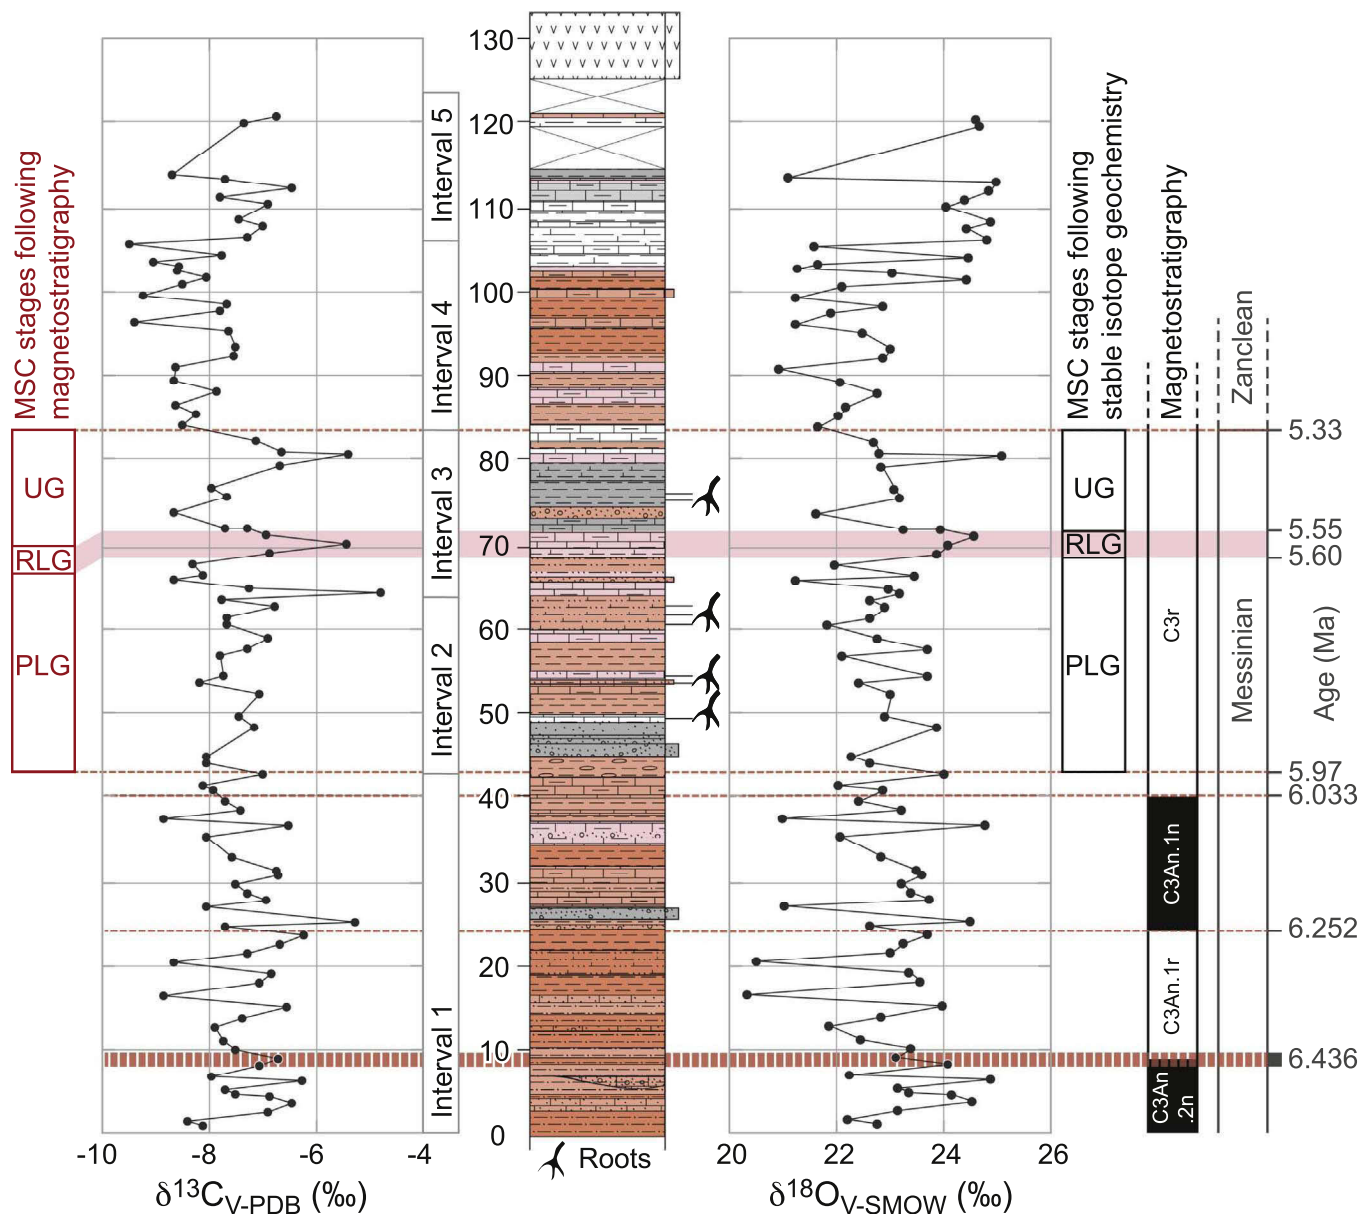 MSC stages following
magnetostratigraphy
UG
RLG
PLG
Interval 5
Interval 4
Interval 3
Interval 2
Interval 1
130
120
110
100
90
80
70
60
50
40
30
20
10
0
MSC stages following
stable isotope geochemistry
UG
RLG
PLG
Magnetostratigraphy
C3r
C3An.1n
C3An.1r
C3An
.2n
Zanclean
Messinian
Age (Ma)
5.33
5.55
5.60
5.97
6.033
6.252
6.436
-10
-8
-6
-4
δ13CV-PDB (‰)
Roots
20
22
24
26
δ18OV-SMOW (‰)